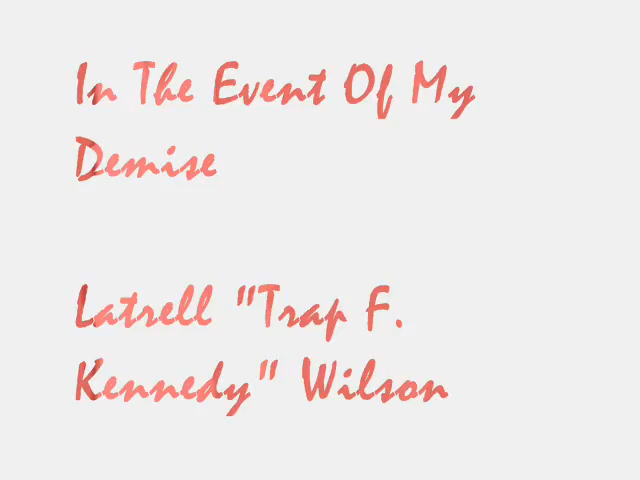 In The Event Of My
Demise
Latrell "Trap F.
Kennedy" Wilson